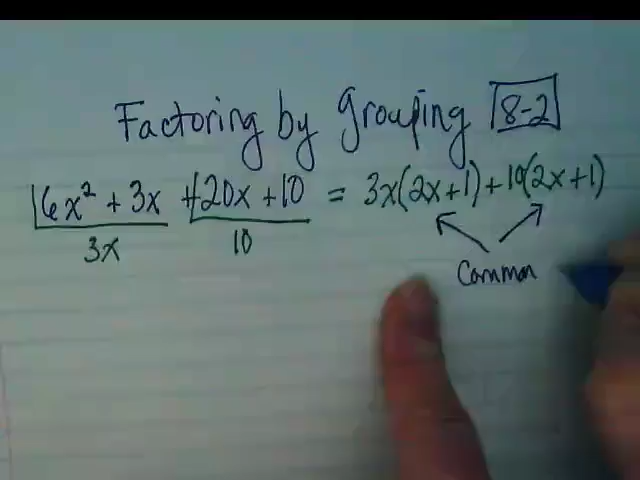 Factoring by grouping 8-2
6x² + 3x + 20x + 10 = 3x(2x+1) + 10(2x+1)
3x 10
Common